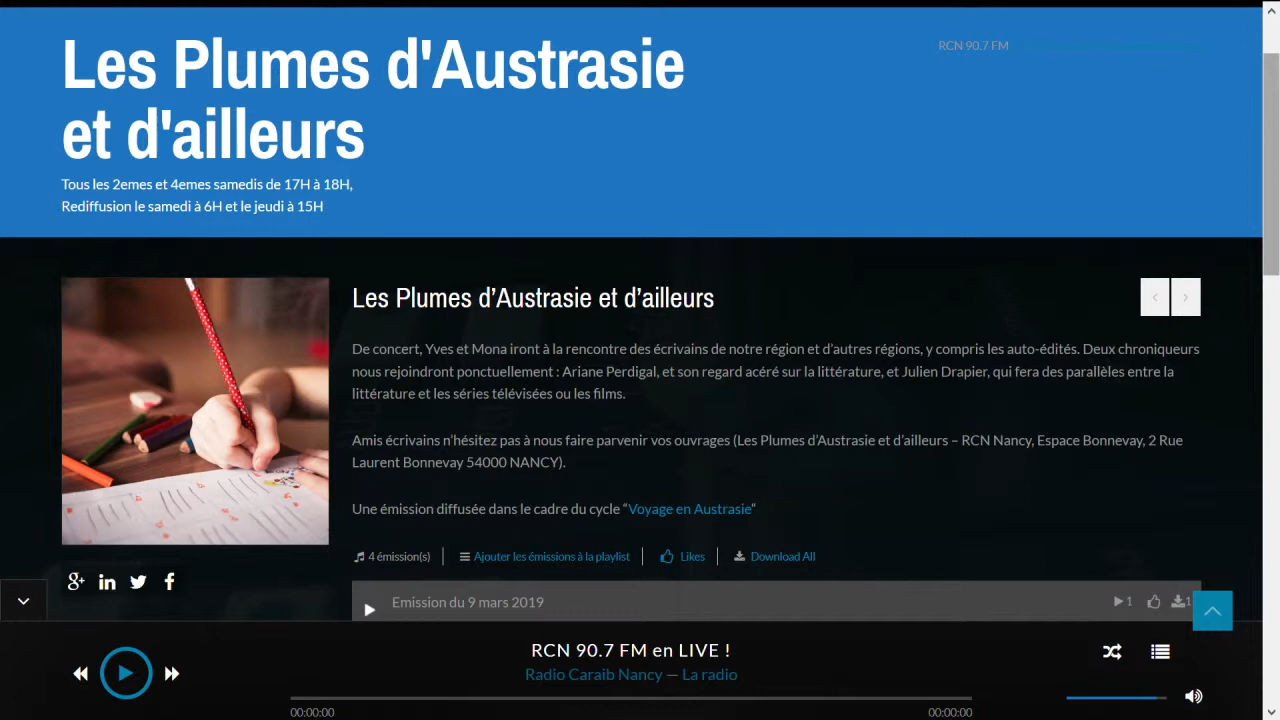 Les Plumes d'Austrasie
et d'ailleurs
RCN 90.7 FM
Tous les 2emes et 4emes samedis de 17H à 18H,
Rediffusion le samedi à 6H et le jeudi à 15H
Les Plumes d’Austrasie et d’ailleurs
De concert, Yves et Mona iront à la rencontre des écrivains de notre région et d’autres régions, y compris les auto-édités. Deux chroniqueurs
nous rejoindront ponctuellement : Ariane Perdigal, et son regard acéré sur la littérature, et Julien Drapier, qui fera des parallèles entre la
littérature et les séries télévisées ou les films.
Amis écrivains n’hésitez pas à nous faire parvenir vos ouvrages (Les Plumes d’Austrasie et d’ailleurs – RCN Nancy, Espace Bonnevay, 2 Rue
Laurent Bonnevay 54000 NANCY).
Une émission diffusée dans le cadre du cycle “Voyage en Austrasie“
4 émission(s) Ajouter les émissions à la playlist Likes Download All
Emission du 9 mars 2019 1 1
RCN 90.7 FM en LIVE !
Radio Caraib Nancy — La radio
00:00:00 00:00:00